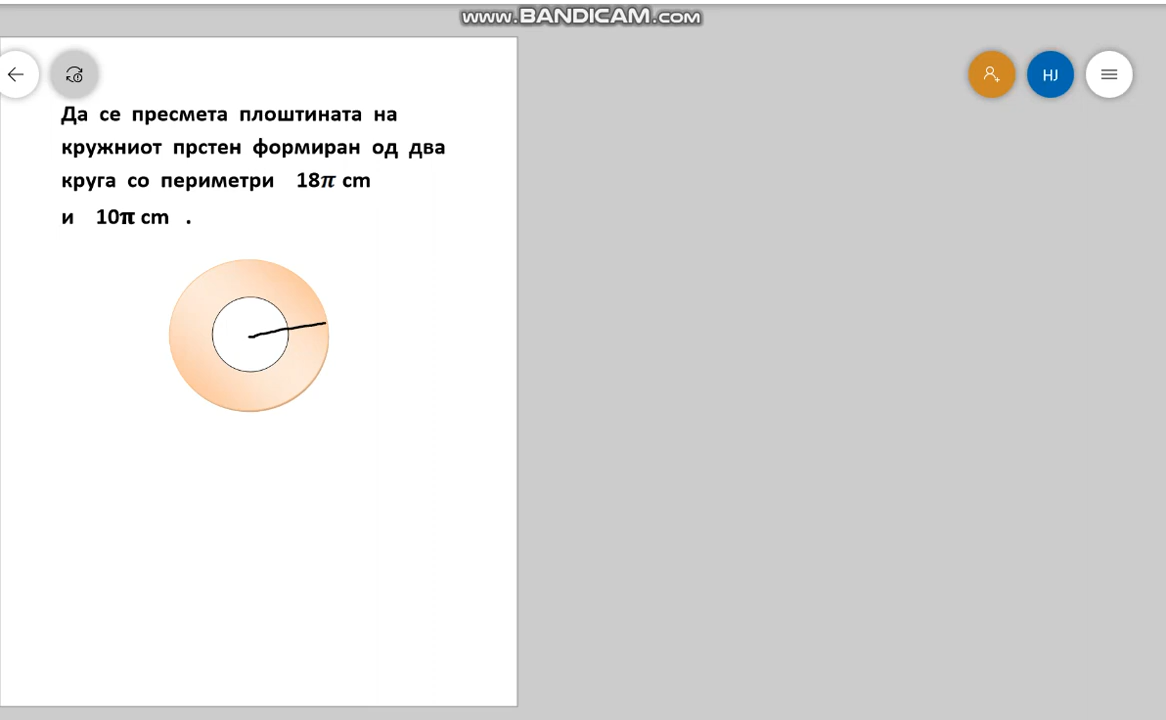 www.BANDICAM.com
HJ
Да се пресмета плоштината на
кружниот прстен формиран од два
круга со периметри 18𝜋 cm
и 10π cm .